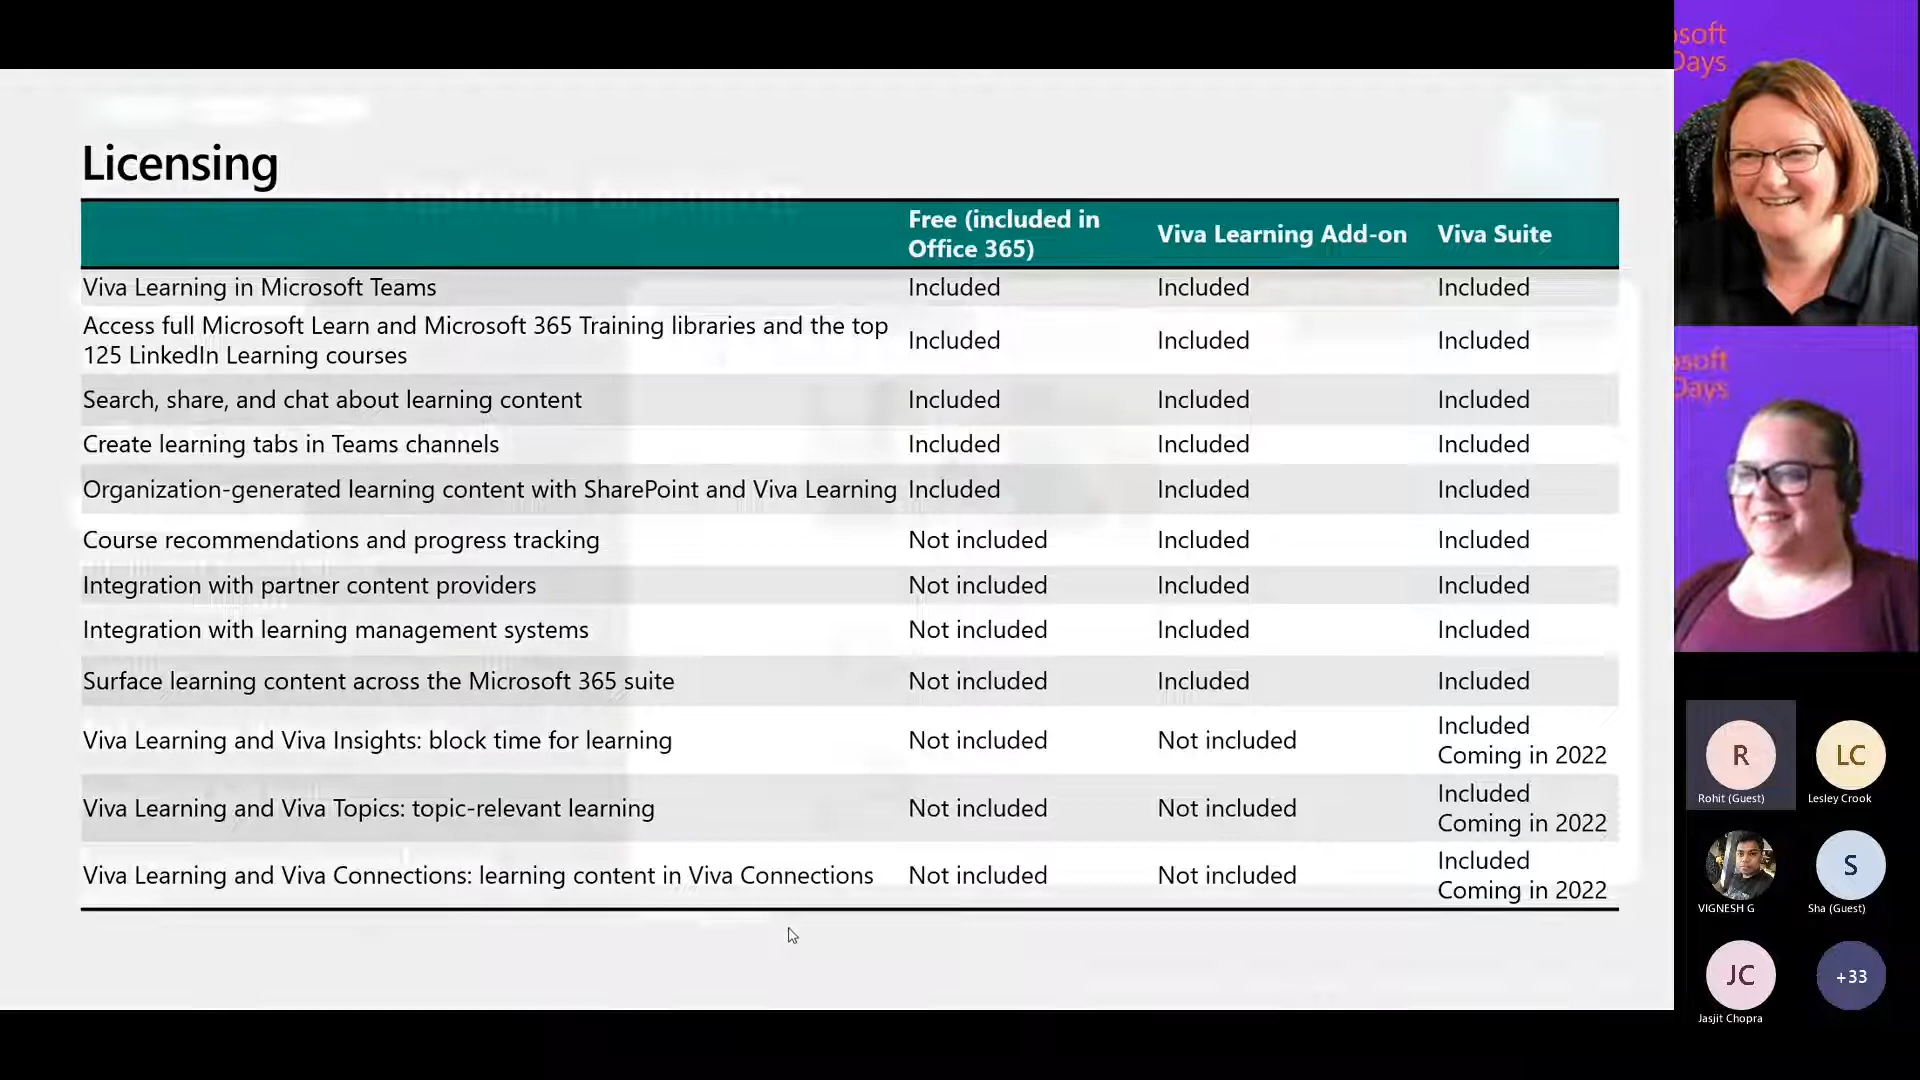 Licensing
Free (included in
Office 365)
Viva Learning Add-on
Viva Suite
Viva Learning in Microsoft Teams
Included
Included
Included
Access full Microsoft Learn and Microsoft 365 Training libraries and the top
125 LinkedIn Learning courses
Included
Included
Included
Search, share, and chat about learning content
Included
Included
Included
Create learning tabs in Teams channels
Included
Included
Included
Organization-generated learning content with SharePoint and Viva Learning
Included
Included
Included
Course recommendations and progress tracking
Not included
Included
Included
Integration with partner content providers
Not included
Included
Included
Integration with learning management systems
Not included
Included
Included
Surface learning content across the Microsoft 365 suite
Not included
Included
Included
Viva Learning and Viva Insights: block time for learning
Not included
Not included
Included
Coming in 2022
Viva Learning and Viva Topics: topic-relevant learning
Not included
Not included
Included
Coming in 2022
Viva Learning and Viva Connections: learning content in Viva Connections
Not included
Not included
Included
Coming in 2022
osoft
Days
osoft
Days
R
Rohit (Guest)
LC
Lesley Crook
VIGNESH G
S
Sha (Guest)
JC
Jasjit Chopra
+33